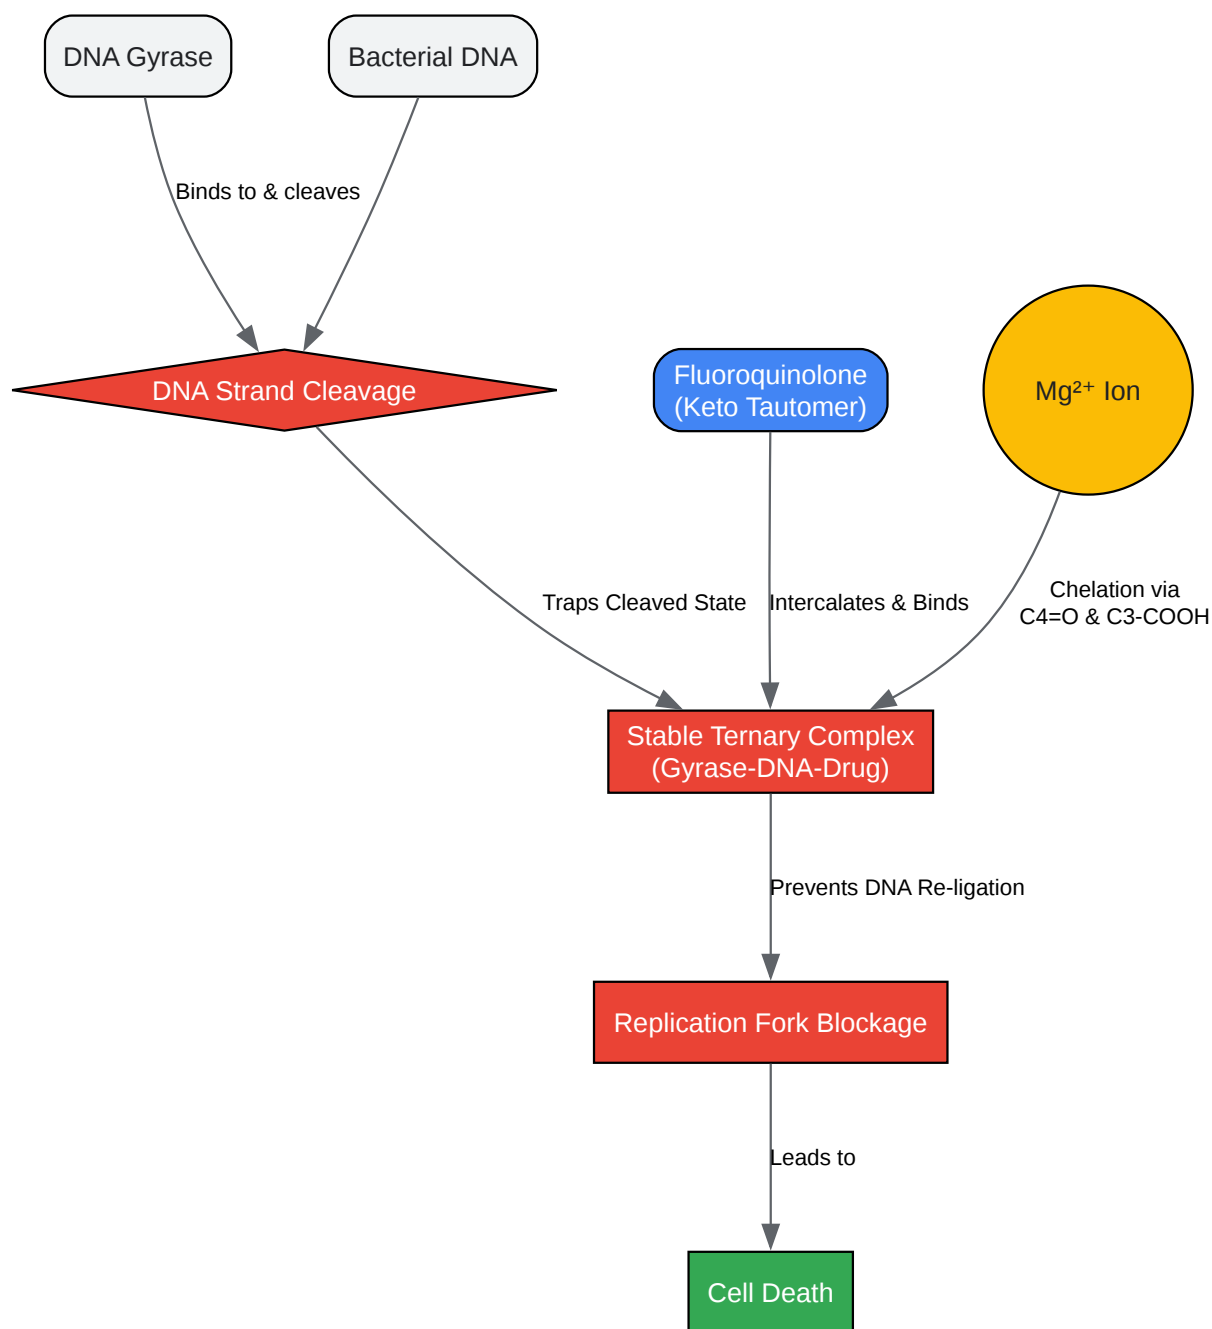 DNA Gyrase
Bacterial DNA
Binds to & cleaves
DNA Strand Cleavage
Fluoroquinolone
(Keto Tautomer)
Mg²⁺ Ion
Traps Cleaved State
Intercalates & Binds
Chelation via
C4=O & C3-COOH
Stable Ternary Complex
(Gyrase-DNA-Drug)
Prevents DNA Re-ligation
Replication Fork Blockage
Leads to
Cell Death